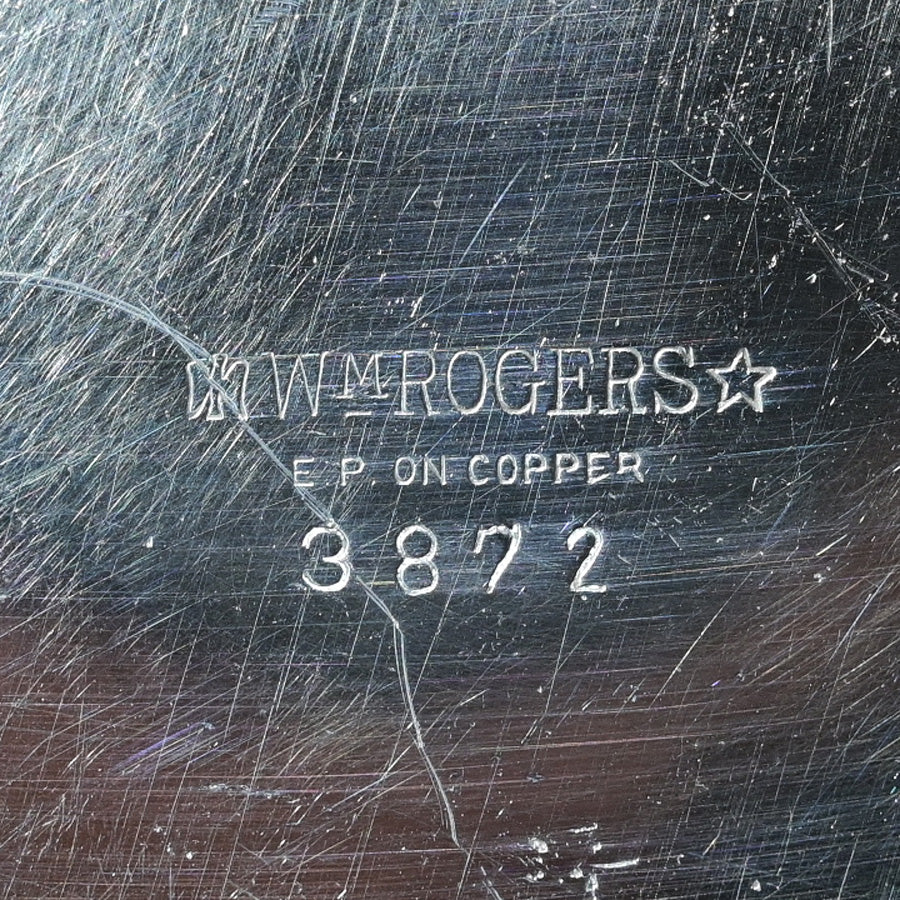 WM ROGERS ☆
E.P. ON COPPER
3872